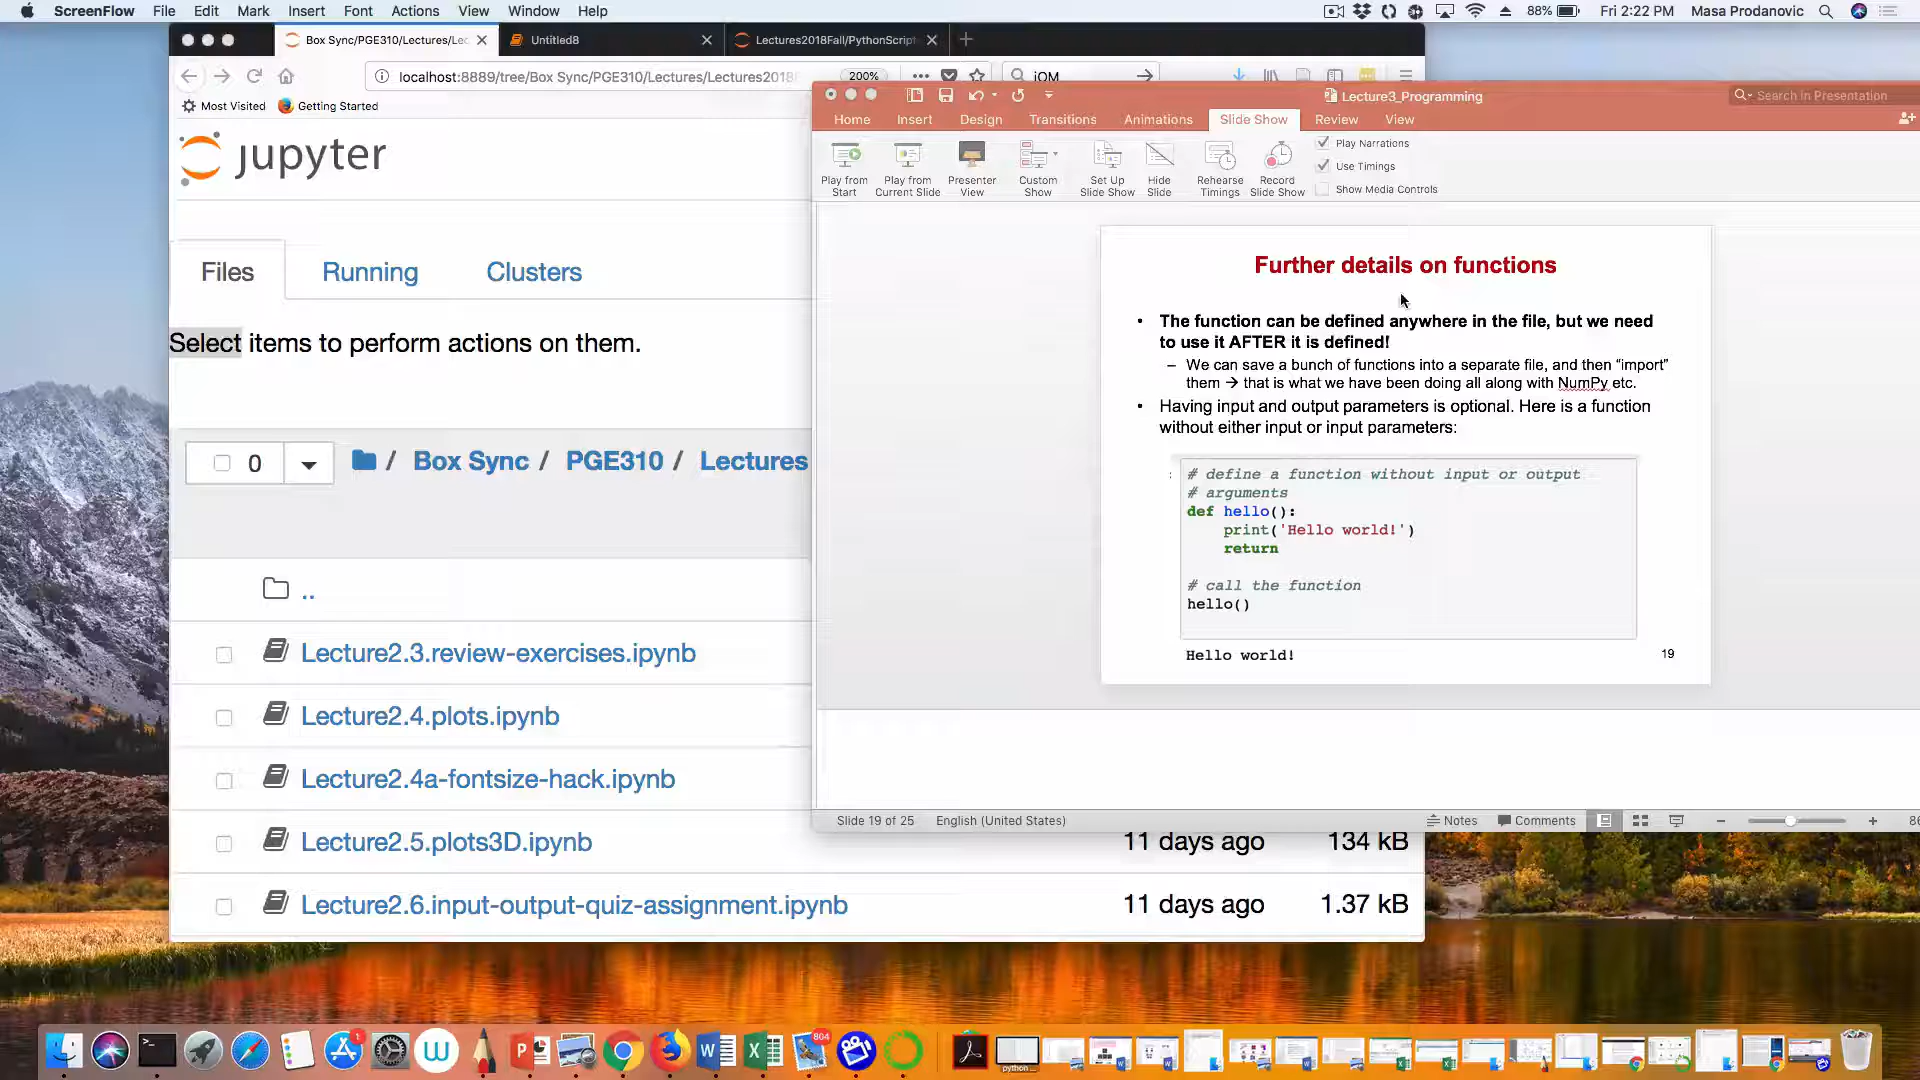 ScreenFlow File Edit Mark Insert Font Actions View Window Help
88% Fri 2:22 PM Masa Prodanovic
Box Sync/PGE310/Lectures/Lec
Untitled8
Lectures2018Fall/PythonScript
localhost:8889/tree/Box Sync/PGE310/Lectures/Lectures2018
200%
iOM
Most Visited Getting Started
jupyter
Files Running Clusters
Select items to perform actions on them.
0
/ Box Sync / PGE310 / Lectures
..
Lecture2.3.review-exercises.ipynb
Lecture2.4.plots.ipynb
Lecture2.4a-fontsize-hack.ipynb
Lecture2.5.plots3D.ipynb 11 days ago 134 kB
Lecture2.6.input-output-quiz-assignment.ipynb 11 days ago 1.37 kB
Lecture3_Programming
Search in Presentation
Home Insert Design Transitions Animations Slide Show Review View
Play from Start
Play from Current Slide
Presenter View
Custom Show
Set Up Slide Show
Hide Slide
Rehearse Timings
Record Slide Show
Play Narrations
Use Timings
Show Media Controls
Further details on functions
• The function can be defined anywhere in the file, but we need
to use it AFTER it is defined!
– We can save a bunch of functions into a separate file, and then “import”
them → that is what we have been doing all along with NumPy etc.
• Having input and output parameters is optional. Here is a function
without either input or input parameters:
# define a function without input or output
# arguments
def hello():
print('Hello world!')
return
# call the function
hello()
Hello world!
19
Slide 19 of 25 English (United States)
Notes Comments
804
python